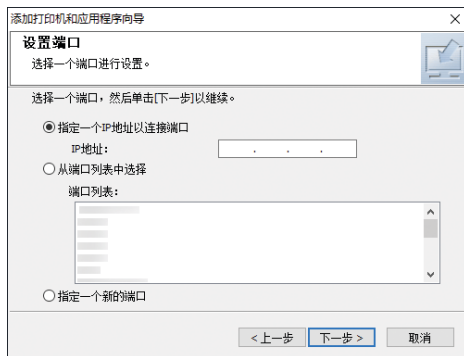 添加打印机和应用程序向导
设置端口
选择一个端口进行设置。
选择一个端口，然后单击[下一步]以继续。
指定一个IP地址以连接端口
IP地址:
. . .
从端口列表中选择
端口列表:
指定一个新的端口
<上一步 下一步> 取消